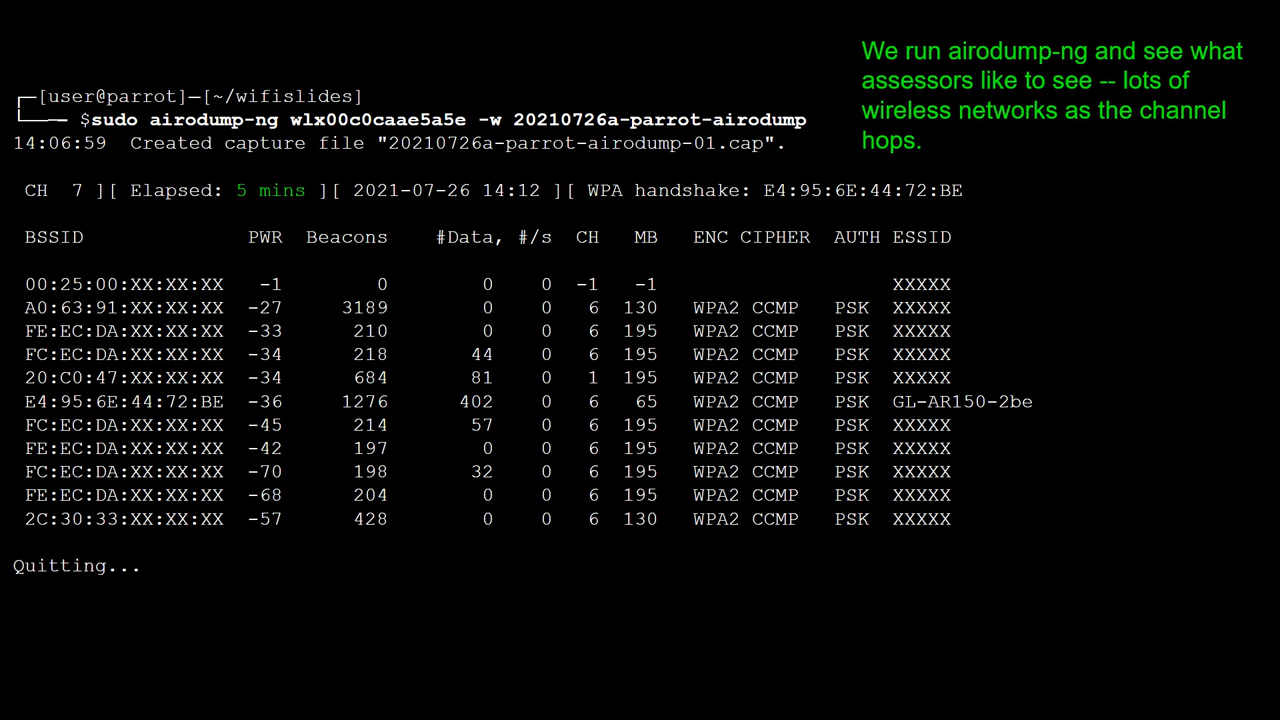 We run airodump-ng and see what
assessors like to see -- lots of
wireless networks as the channel
hops.
┌─[user@parrot]─[~/wifislides]
└──── $sudo airodump-ng wlx00c0caae5a5e -w 20210726a-parrot-airodump
14:06:59  Created capture file "20210726a-parrot-airodump-01.cap".
CH  7 ][ Elapsed: 5 mins ][ 2021-07-26 14:12 ][ WPA handshake: E4:95:6E:44:72:BE
BSSID              PWR  Beacons    #Data, #/s  CH   MB   ENC CIPHER  AUTH ESSID
00:25:00:XX:XX:XX   -1        0        0    0  -1   -1                    XXXXX
A0:63:91:XX:XX:XX  -27     3189        0    0   6  130   WPA2 CCMP   PSK  XXXXX
FE:EC:DA:XX:XX:XX  -33      210        0    0   6  195   WPA2 CCMP   PSK  XXXXX
FC:EC:DA:XX:XX:XX  -34      218       44    0   6  195   WPA2 CCMP   PSK  XXXXX
20:C0:47:XX:XX:XX  -34      684       81    0   1  195   WPA2 CCMP   PSK  XXXXX
E4:95:6E:44:72:BE  -36     1276      402    0   6   65   WPA2 CCMP   PSK  GL-AR150-2be
FC:EC:DA:XX:XX:XX  -45      214       57    0   6  195   WPA2 CCMP   PSK  XXXXX
FE:EC:DA:XX:XX:XX  -42      197        0    0   6  195   WPA2 CCMP   PSK  XXXXX
FC:EC:DA:XX:XX:XX  -70      198       32    0   6  195   WPA2 CCMP   PSK  XXXXX
FE:EC:DA:XX:XX:XX  -68      204        0    0   6  195   WPA2 CCMP   PSK  XXXXX
2C:30:33:XX:XX:XX  -57      428        0    0   6  130   WPA2 CCMP   PSK  XXXXX
Quitting...